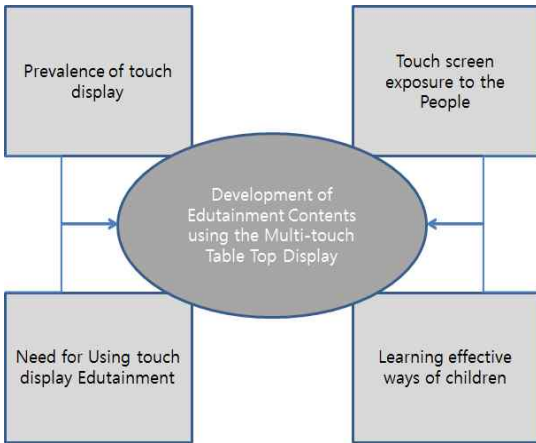 Prevalence of touch
display
Touch screen
exposure to the
People
Development of
Edutainment Contents
using the Multi-touch
Table Top Display
Need for Using touch
display Edutainment
Learning effective
ways of children